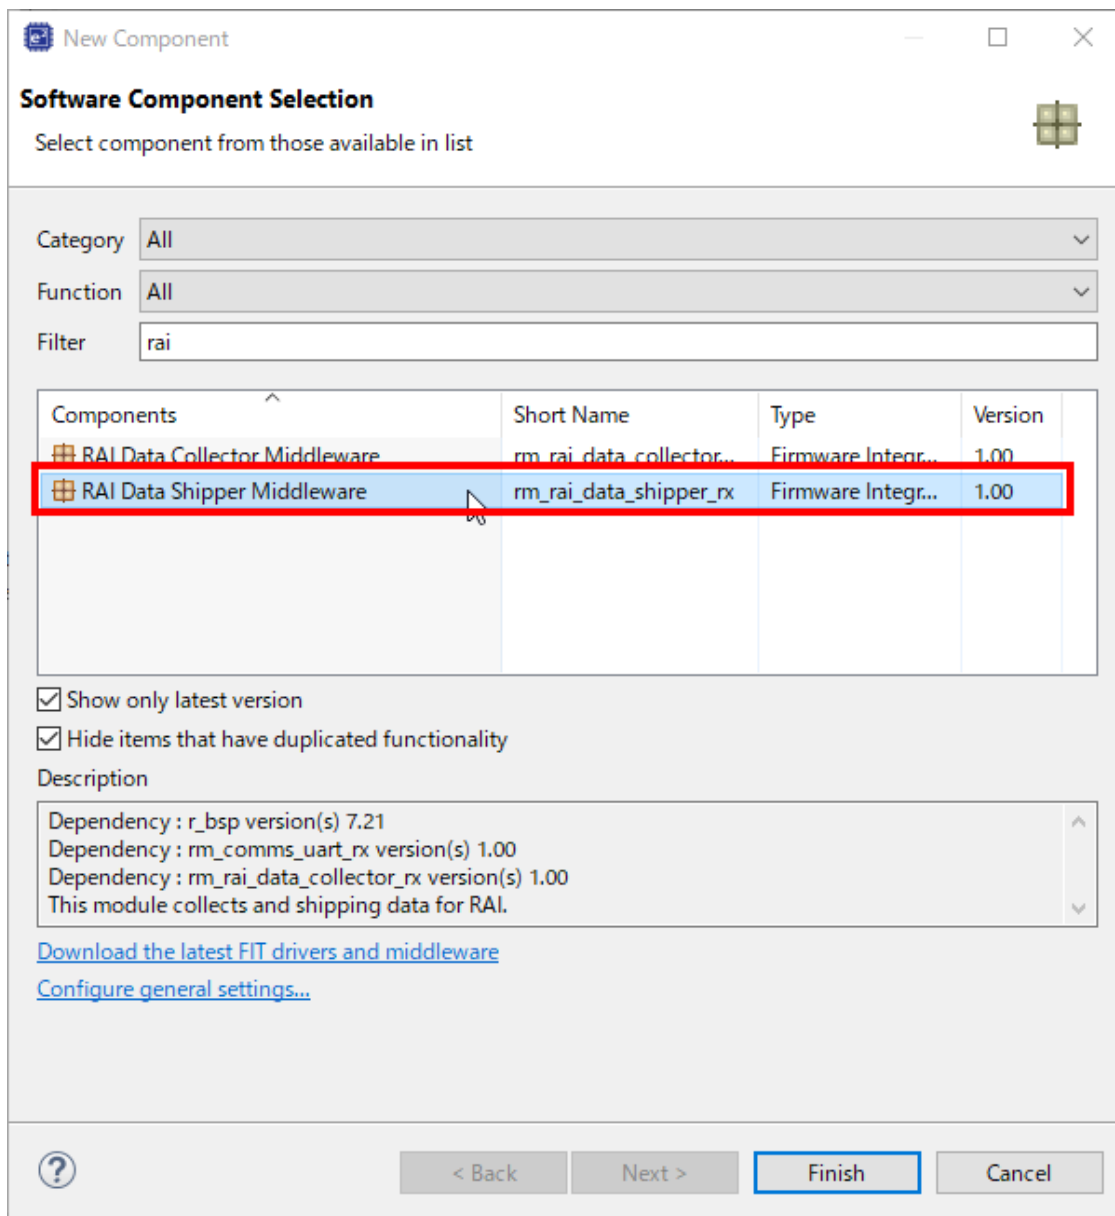 New Component
Software Component Selection
Select component from those available in list
Category All
Function All
Filter rai
Components Short Name Type Version
RAI Data Collector Middleware rm_rai_data_collector... Firmware Integr... 1.00
RAI Data Shipper Middleware rm_rai_data_shipper_rx Firmware Integr... 1.00
Show only latest version
Hide items that have duplicated functionality
Description
Dependency : r_bsp version(s) 7.21
Dependency : rm_comms_uart_rx version(s) 1.00
Dependency : rm_rai_data_collector_rx version(s) 1.00
This module collects and shipping data for RAI.
Download the latest FIT drivers and middleware
Configure general settings...
< Back Next > Finish Cancel